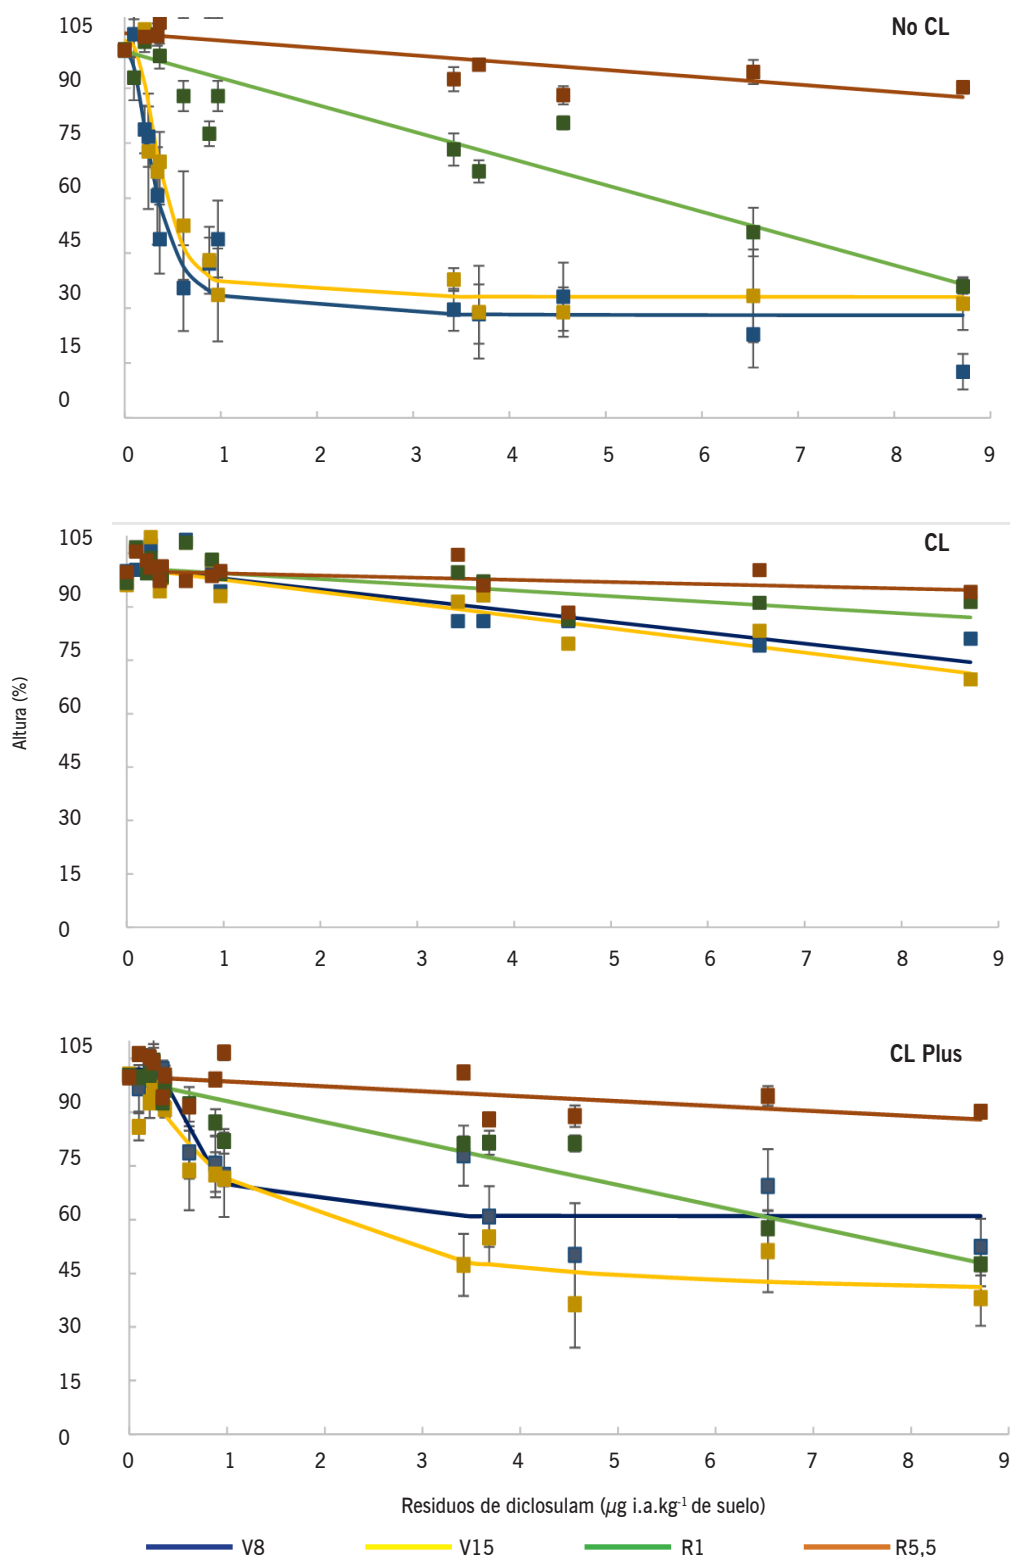 No CL
105
90
75
60
45
30
15
0
0 1 2 3 4 5 6 7 8 9
CL
105
90
75
60
45
30
15
0
0 1 2 3 4 5 6 7 8 9
Altura (%)
CL Plus
105
90
75
60
45
30
15
0
0 1 2 3 4 5 6 7 8 9
Residuos de diclosulam (µg i.a.kg⁻¹ de suelo)
V8 V15 R1 R5,5